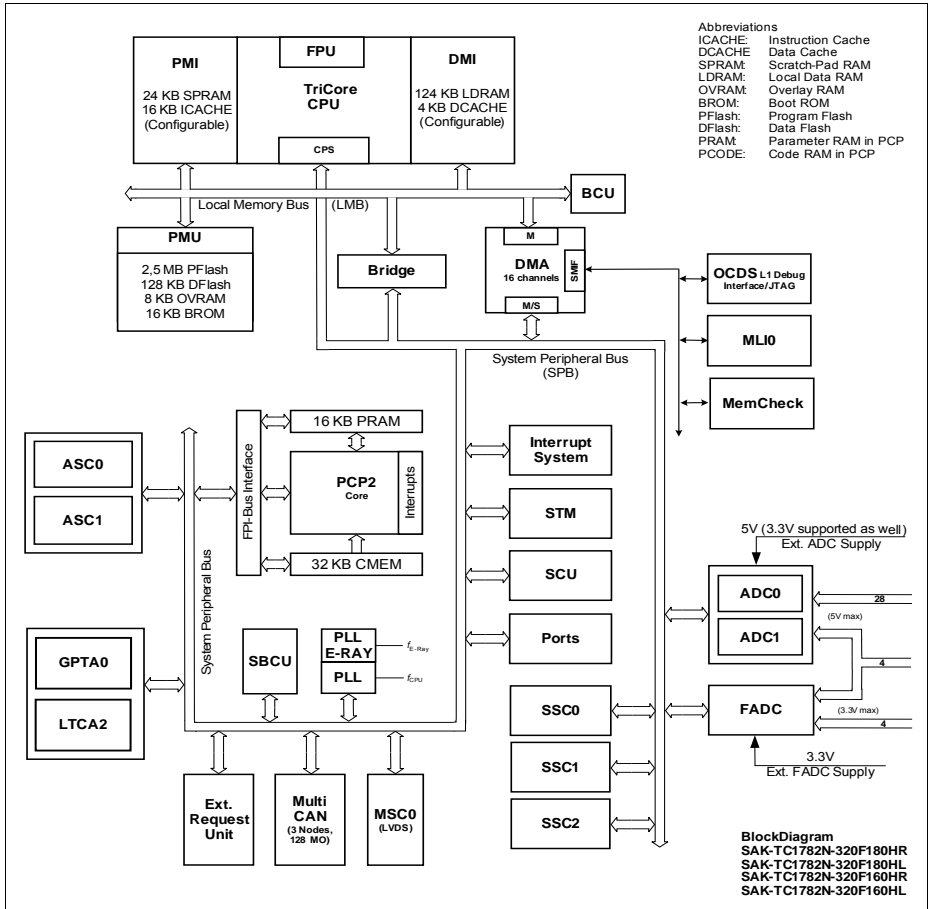 Abbreviations
ICACHE: Instruction Cache
DCACHE Data Cache
SPRAM: Scratch-Pad RAM
LDRAM: Local Data RAM
OVRAM: Overlay RAM
BROM: Boot ROM
PFlash: Program Flash
DFlash: Data Flash
PRAM: Parameter RAM in PCP
PCODE: Code RAM in PCP
PMI
24 KB SPRAM
16 KB ICACHE
(Configurable)
FPU
TriCore
CPU
CPS
DMI
124 KB LDRAM
4 KB DCACHE
(Configurable)
BCU
Local Memory Bus (LMB)
PMU
2,5 MB PFlash
128 KB DFlash
8 KB OVRAM
16 KB BROM
Bridge
M
DMA
16 channels
SMIF
M/S
OCDS L1 Debug
Interface/JTAG
MLI0
MemCheck
System Peripheral Bus
(SPB)
ASC0
ASC1
FPI-Bus Interface
16 KB PRAM
PCP2
Core
Interrupts
32 KB CMEM
Interrupt
System
STM
SCU
Ports
5V (3.3V supported as well)
Ext. ADC Supply
ADC0
ADC1
28
(5V max)
4
GPTA0
LTCA2
System Peripheral Bus
SBCU
PLL
E-RAY
fE-Ray
PLL
fCPU
SSC0
SSC1
SSC2
FADC
(3.3V max)
4
3.3V
Ext. FADC Supply
Ext.
Request
Unit
Multi
CAN
(3 Nodes,
128 MO)
MSC0
(LVDS)
BlockDiagram
SAK-TC1782N-320F180HR
SAK-TC1782N-320F180HL
SAK-TC1782N-320F160HR
SAK-TC1782N-320F160HL